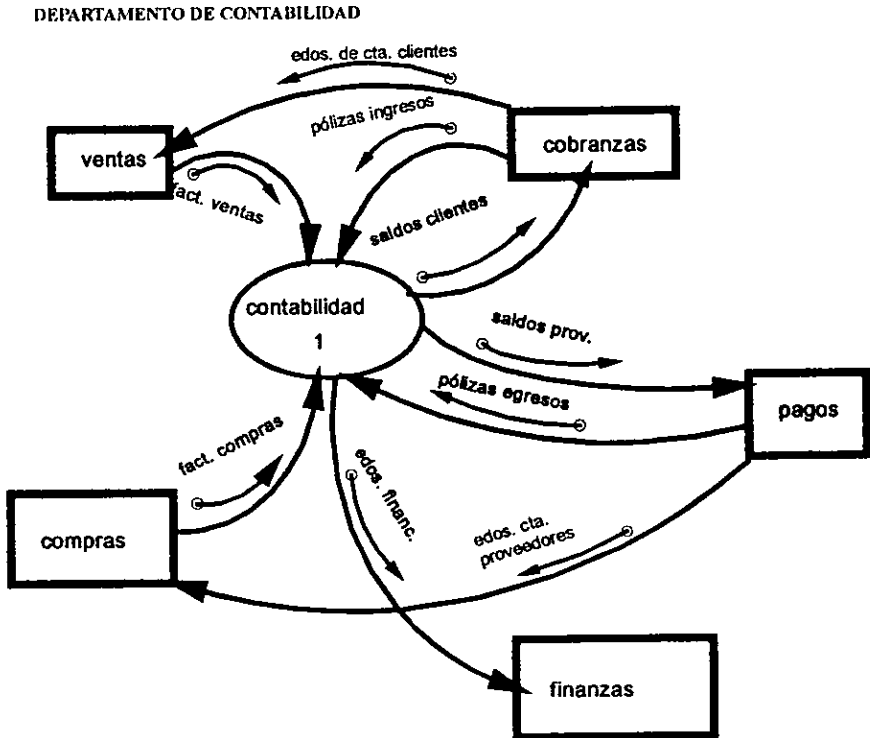 DEPARTAMENTO DE CONTABILIDAD
edos. de cta. clientes
pólizas ingresos
ventas
cobranzas
fact. ventas
saldos clientes
contabilidad
1
saldos prov.
pólizas egresos
pagos
fact. compras
edos. financ.
compras
edos. cta.
proveedores
finanzas